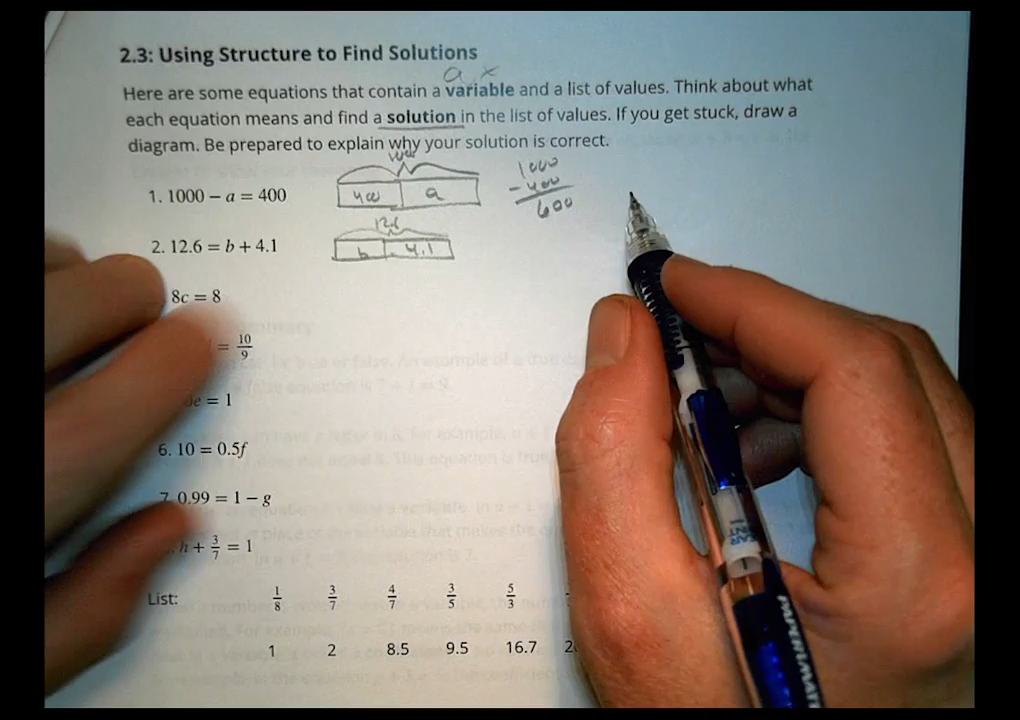 2.3: Using Structure to Find Solutions
a x
Here are some equations that contain a variable and a list of values. Think about what
each equation means and find a solution in the list of values. If you get stuck, draw a
diagram. Be prepared to explain why your solution is correct.
1. 1000 − a = 400
400 a
1000
-400
600
2. 12.6 = b + 4.1
12.6
b 4.1
8c = 8
= 10/9
e = 1
6. 10 = 0.5f
7. 0.99 = 1 − g
h + 3/7 = 1
List:
1/8 3/7 4/7 3/5 5/3
1 2 8.5 9.5 16.7 2